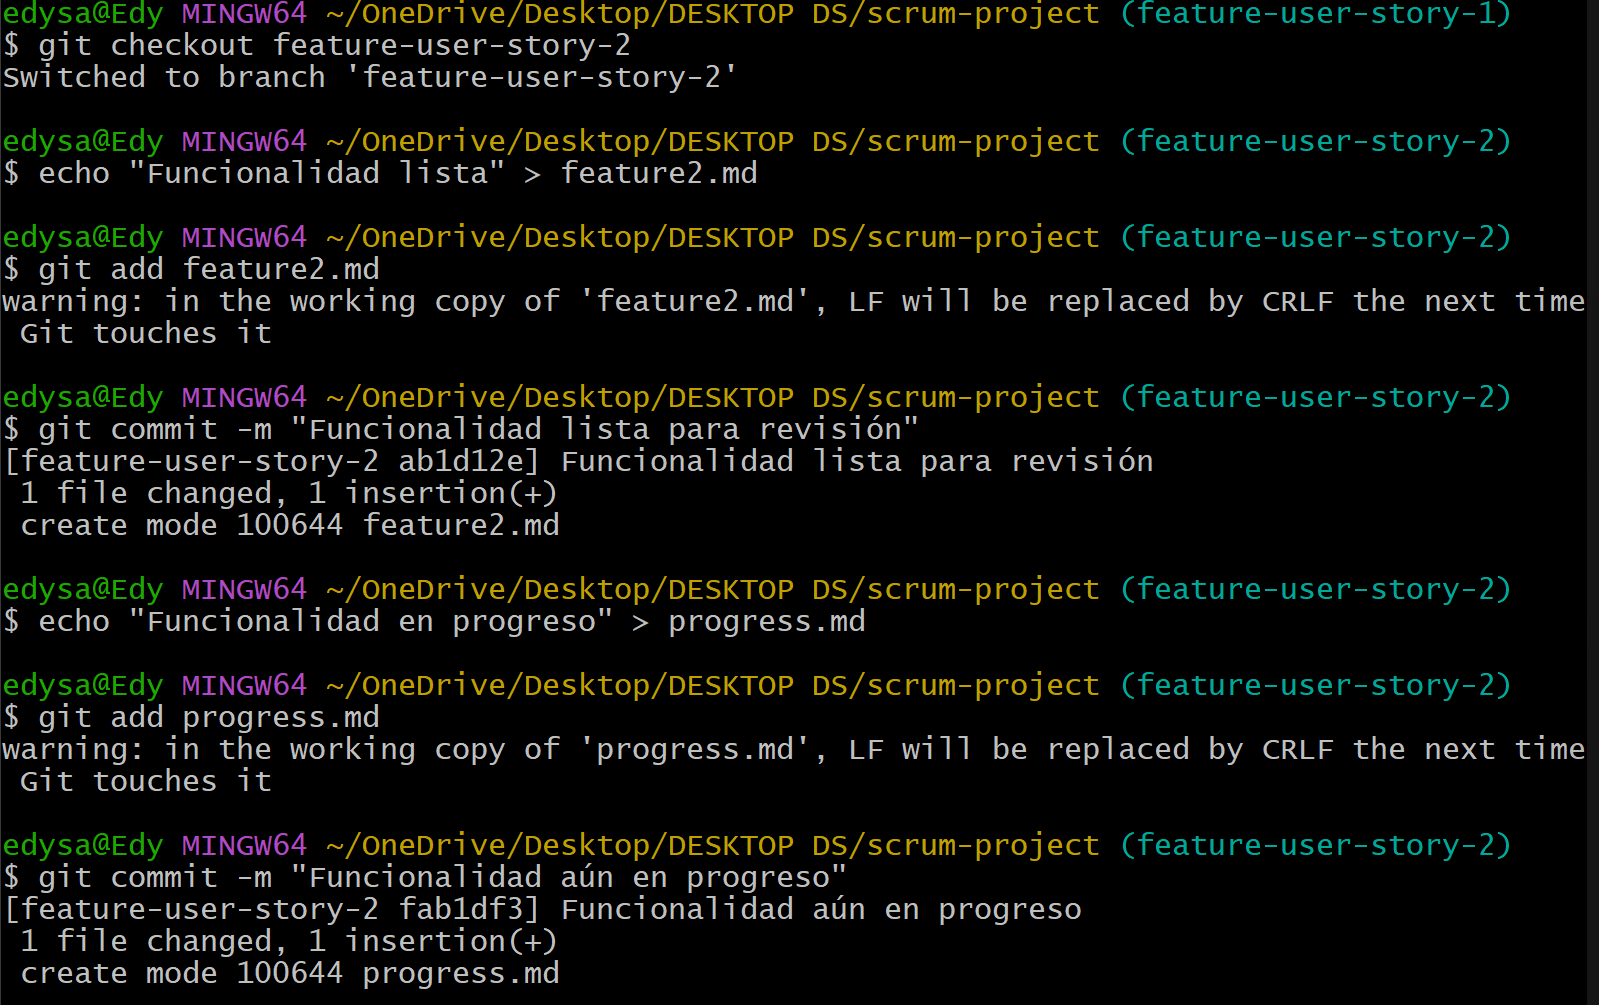 edysa@Edy MINGW64 ~/OneDrive/Desktop/DESKTOP DS/scrum-project (feature-user-story-1)
$ git checkout feature-user-story-2
Switched to branch 'feature-user-story-2'
edysa@Edy MINGW64 ~/OneDrive/Desktop/DESKTOP DS/scrum-project (feature-user-story-2)
$ echo "Funcionalidad lista" > feature2.md
edysa@Edy MINGW64 ~/OneDrive/Desktop/DESKTOP DS/scrum-project (feature-user-story-2)
$ git add feature2.md
warning: in the working copy of 'feature2.md', LF will be replaced by CRLF the next time
 Git touches it
edysa@Edy MINGW64 ~/OneDrive/Desktop/DESKTOP DS/scrum-project (feature-user-story-2)
$ git commit -m "Funcionalidad lista para revisión"
[feature-user-story-2 ab1d12e] Funcionalidad lista para revisión
 1 file changed, 1 insertion(+)
 create mode 100644 feature2.md
edysa@Edy MINGW64 ~/OneDrive/Desktop/DESKTOP DS/scrum-project (feature-user-story-2)
$ echo "Funcionalidad en progreso" > progress.md
edysa@Edy MINGW64 ~/OneDrive/Desktop/DESKTOP DS/scrum-project (feature-user-story-2)
$ git add progress.md
warning: in the working copy of 'progress.md', LF will be replaced by CRLF the next time
 Git touches it
edysa@Edy MINGW64 ~/OneDrive/Desktop/DESKTOP DS/scrum-project (feature-user-story-2)
$ git commit -m "Funcionalidad aún en progreso"
[feature-user-story-2 fab1df3] Funcionalidad aún en progreso
 1 file changed, 1 insertion(+)
 create mode 100644 progress.md